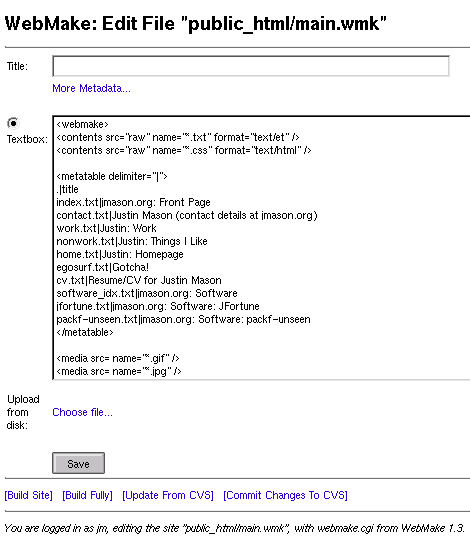 WebMake: Edit File "public_html/main.wmk"
Title:
More Metadata...
Textbox:
<webmake>
<contents src="raw" name="*.txt" format="text/et" />
<contents src="raw" name="*.css" format="text/html" />
<metatable delimiter="|">
.|title
index.txt|jmason.org: Front Page
contact.txt|Justin Mason (contact details at jmason.org)
work.txt|Justin: Work
nonwork.txt|Justin: Things I Like
home.txt|Justin: Homepage
egosurf.txt|Gotcha!
cv.txt|Resume/CV for Justin Mason
software_idx.txt|jmason.org: Software
jfortune.txt|jmason.org: Software: JFortune
packf-unseen.txt|jmason.org: Software: packf-unseen
</metatable>
<media src= name="*.gif" />
<media src= name="*.jpg" />
Upload
from
disk:
Choose file...
Save
[Build Site] [Build Fully] [Update From CVS] [Commit Changes To CVS]
You are logged in as jm, editing the site "public_html/main.wmk", with webmake.cgi from WebMake 1.3.